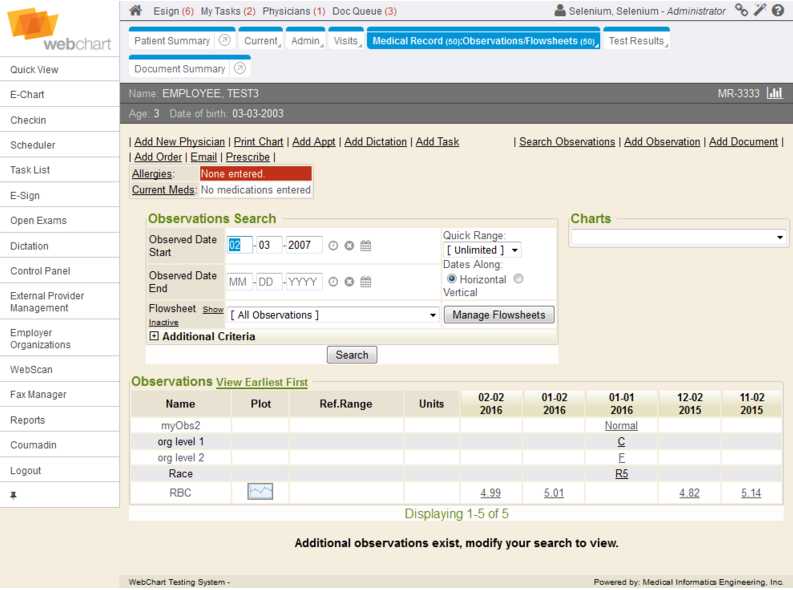 webchart
Esign (6) My Tasks (2) Physicians (1) Doc Queue (3)
Selenium, Selenium - Administrator
Patient Summary Current Admin Visits Medical Record (50):Observations/Flowsheets (50) Test Results
Document Summary
Quick View
E-Chart
Checkin
Scheduler
Task List
E-Sign
Open Exams
Dictation
Control Panel
External Provider
Management
Employer
Organizations
WebScan
Fax Manager
Reports
Coumadin
Logout
Name: EMPLOYEE, TEST3 MR-3333
Age: 3 Date of birth: 03-03-2003
| Add New Physician | Print Chart | Add Appt | Add Dictation | Add Task
| Search Observations | Add Observation | Add Document |
| Add Order | Email | Prescribe |
Allergies: None entered.
Current Meds: No medications entered
Observations Search
Observed Date
Start
02 - 03 - 2007
Quick Range:
[ Unlimited ]
Dates Along:
Horizontal
Vertical
Observed Date
End
MM - DD - YYYY
Flowsheet Show
Inactive
[ All Observations ]
Manage Flowsheets
Additional Criteria
Search
Charts
Observations View Earliest First
Name Plot Ref.Range Units 02-02 2016 01-02 2016 01-01 2016 12-02 2015 11-02 2015
myObs2 Normal
org level 1 C
org level 2 F
Race R5
RBC 4.99 5.01 4.82 5.14
Displaying 1-5 of 5
Additional observations exist, modify your search to view.
WebChart Testing System -
Powered by: Medical Informatics Engineering, Inc.